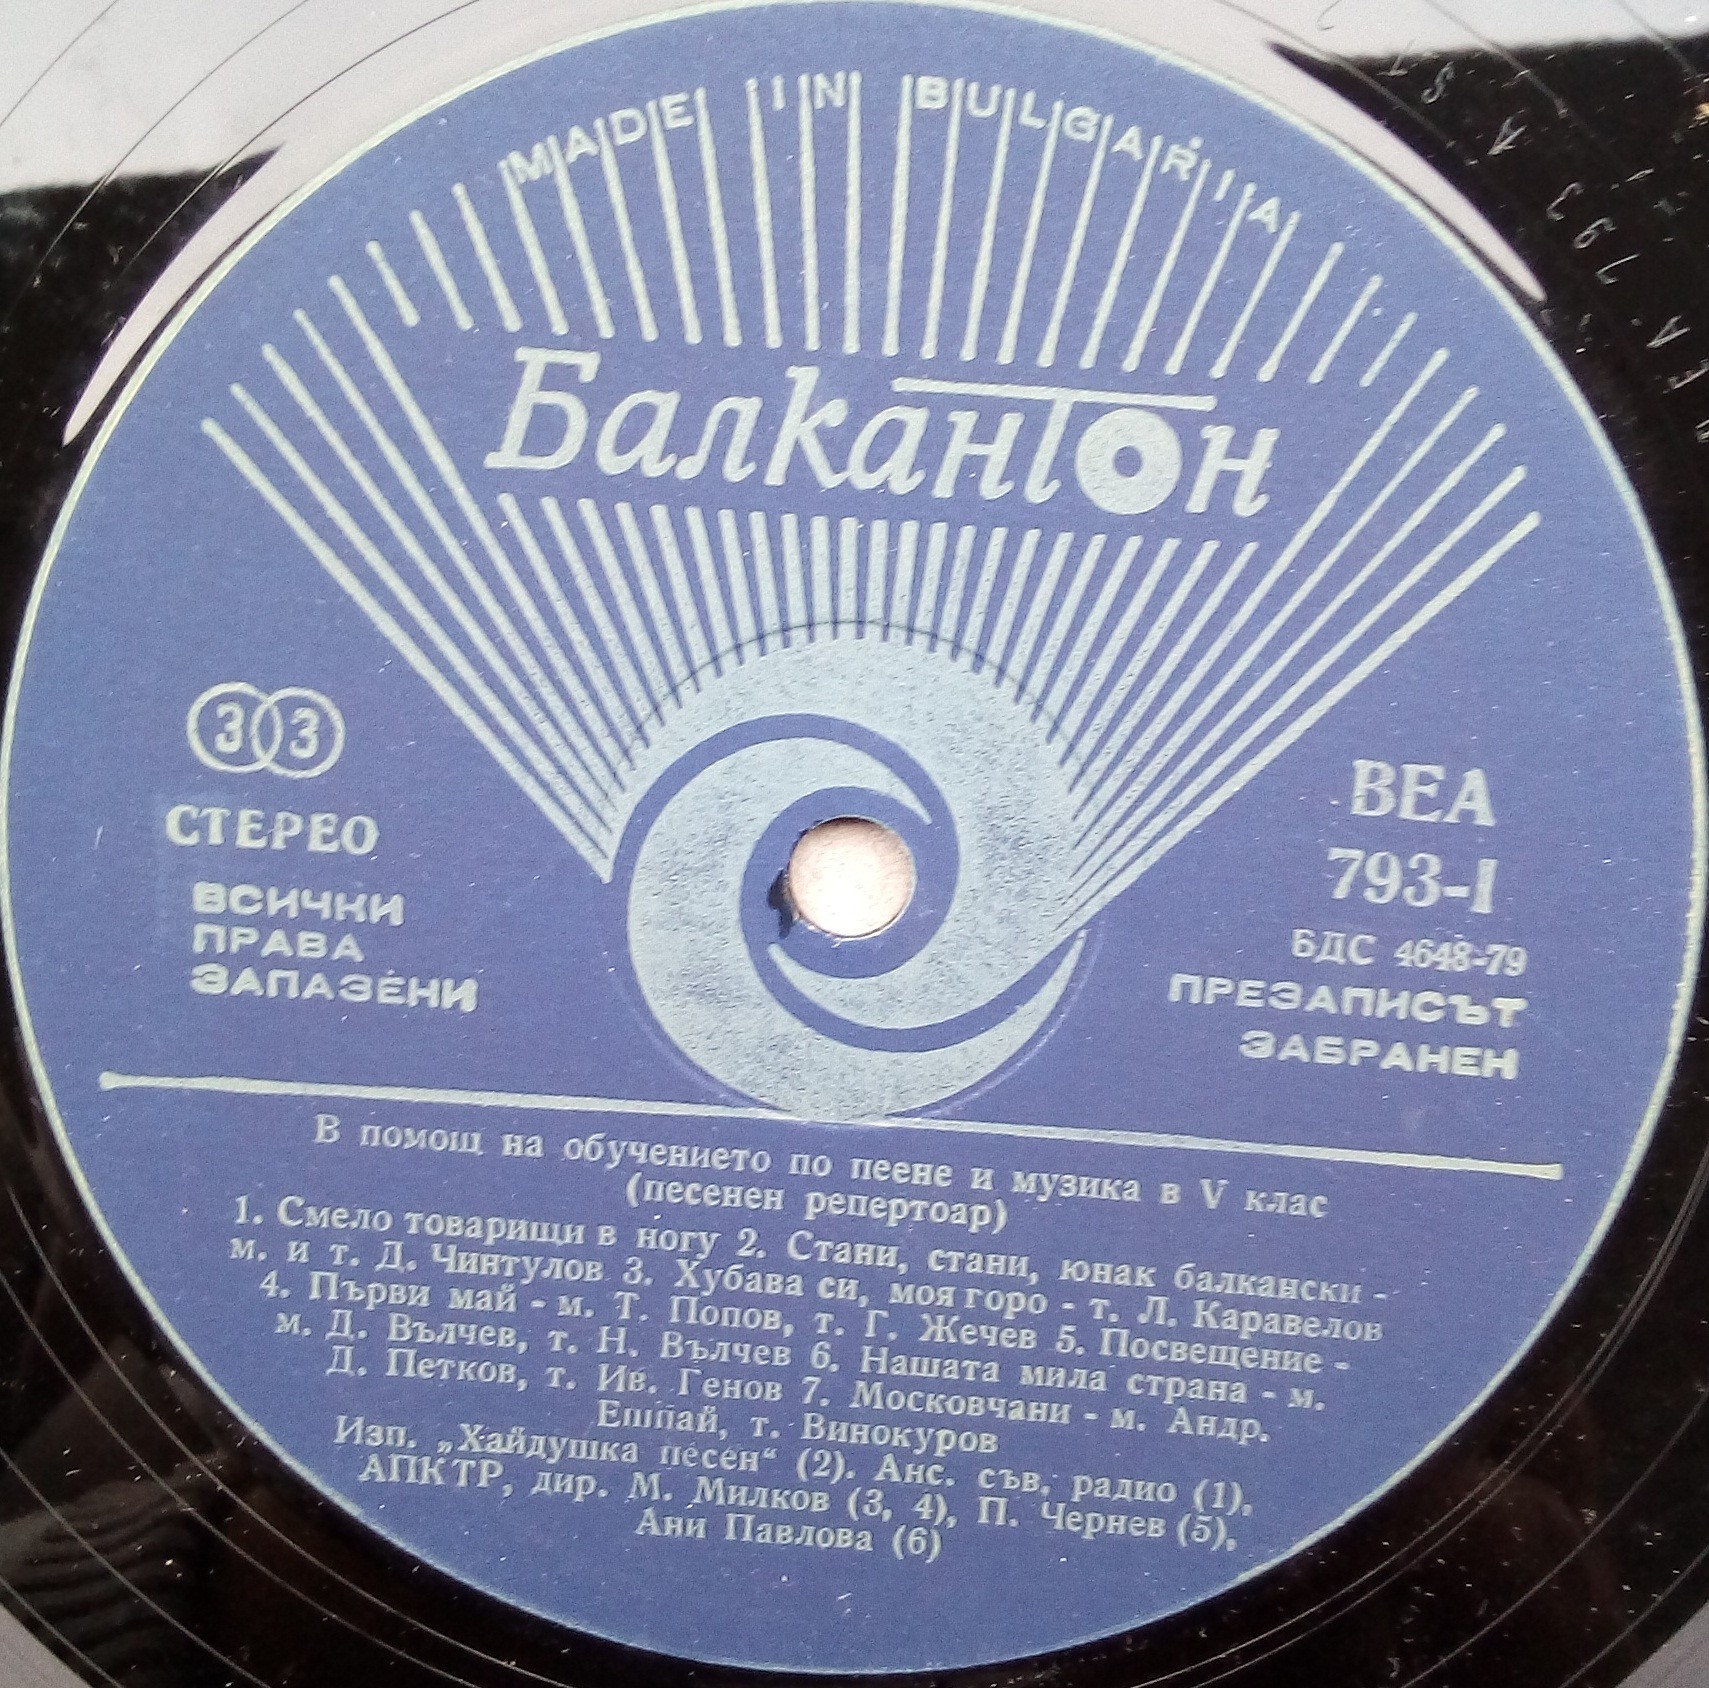 MADE IN BULGARIA
Балкантон
33
СТЕРЕО
ВСИЧКИ
ПРАВА
ЗАПАЗЕНИ
ВЕА
793-I
БДС 4648-79
ПРЕЗАПИСЪТ
ЗАБРАНЕН
В помощ на обучението по пеене и музика в V клас
(песенен репертоар)
1. Смело товарищи в ногу 2. Стани, стани, юнак балкански -
м. и т. Д. Чинтулов 3. Хубава си, моя горо - т. Л. Каравелов
4. Първи май - м. Т. Попов, т. Г. Жечев 5. Посвещение -
м. Д. Вълчев, т. Н. Вълчев 6. Нашата мила страна - м.
Д. Петков, т. Ив. Генов 7. Московчани - м. Андр.
Ешпай, т. Винокуров
Изп. „Хайдушка песен“ (2). Анс. съв. радио (1),
АПК ТР, дир. М. Милков (3, 4), П. Чернев (5),
Ани Павлова (6)